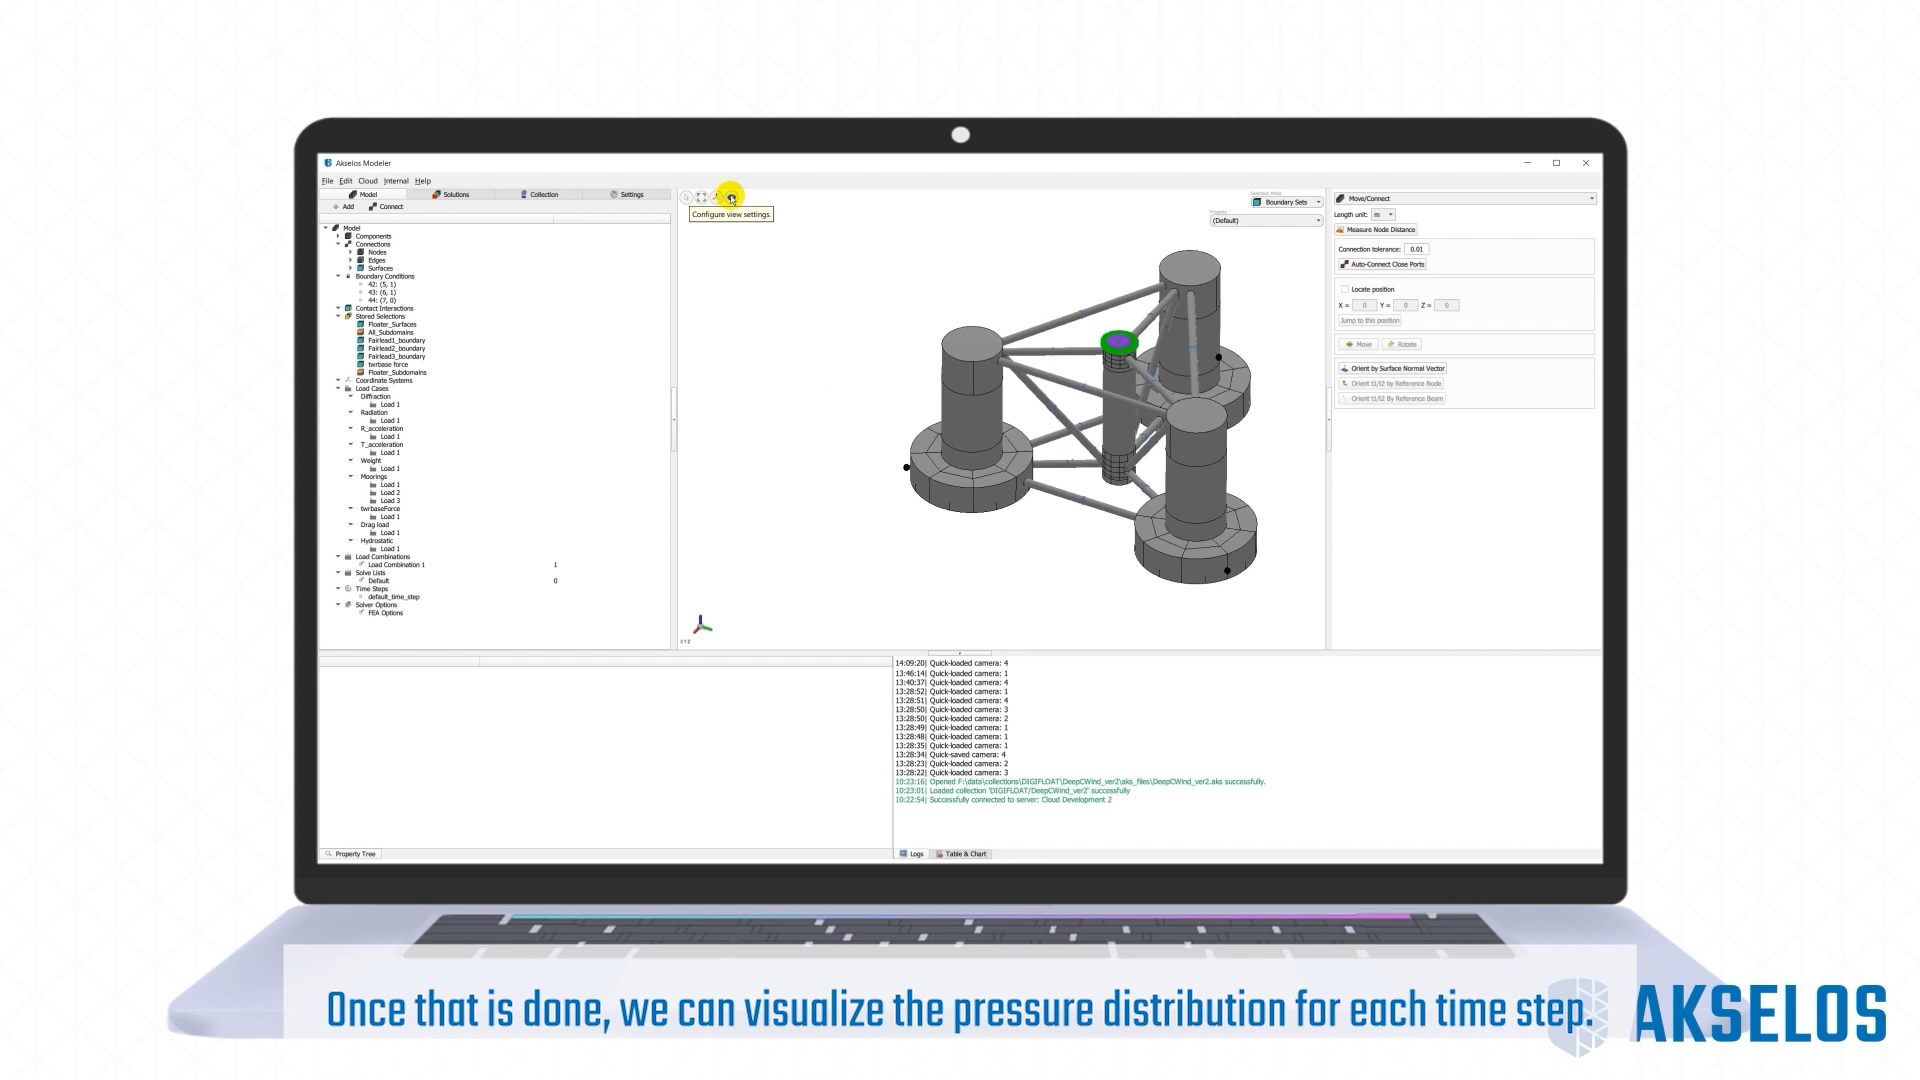 Akselos Modeler
File Edit Cloud Internal Help
Model Solutions Collection Settings
Add Connect
Model
Components
Connections
Nodes
Edges
Surfaces
Boundary Conditions
42: (5, 1)
43: (6, 1)
44: (7, 0)
Contact Interactions
Stored Selections
Floater_Surfaces
All_Subdomains
Fairlead1_boundary
Fairlead2_boundary
Fairlead3_boundary
twrbase force
Floater_Subdomains
Coordinate Systems
Load Cases
Diffraction
Load 1
Radiation
Load 1
R_acceleration
Load 1
T_acceleration
Load 1
Weight
Load 1
Moorings
Load 1
Load 2
Load 3
twrbaseForce
Load 1
Drag load
Load 1
Hydrostatic
Load 1
Load Combinations
Load Combination 1 1
Solve Lists
Default 0
Time Steps
default_time_step
Solver Options
FEA Options
Configure view settings.
Selection Mode
Boundary Sets
Property
(Default)
XYZ
Move/Connect
Length unit: m
Measure Node Distance
Connection tolerance: 0.01
Auto-Connect Close Ports
Locate position
X = 0 Y = 0 Z = 0
Jump to this position
Move Rotate
Orient by Surface Normal Vector
Orient t1/t2 by Reference Node
Orient t1/t2 By Reference Beam
14:09:20| Quick-loaded camera: 4
13:46:14| Quick-loaded camera: 1
13:40:37| Quick-loaded camera: 4
13:28:52| Quick-loaded camera: 1
13:28:51| Quick-loaded camera: 4
13:28:50| Quick-loaded camera: 3
13:28:50| Quick-loaded camera: 2
13:28:49| Quick-loaded camera: 1
13:28:48| Quick-loaded camera: 1
13:28:35| Quick-loaded camera: 1
13:28:34| Quick-saved camera: 4
13:28:23| Quick-loaded camera: 2
13:28:22| Quick-loaded camera: 3
10:23:16| Opened F:\data\collections\DIGIFLOAT\DeepCWind_ver2\aks_files\DeepCWind_ver2.aks successfully.
10:23:01| Loaded collection 'DIGIFLOAT/DeepCWind_ver2' successfully
10:22:54| Successfully connected to server: Cloud Development 2
Property Tree
Logs Table & Chart
Once that is done, we can visualize the pressure distribution for each time step.
AKSELOS